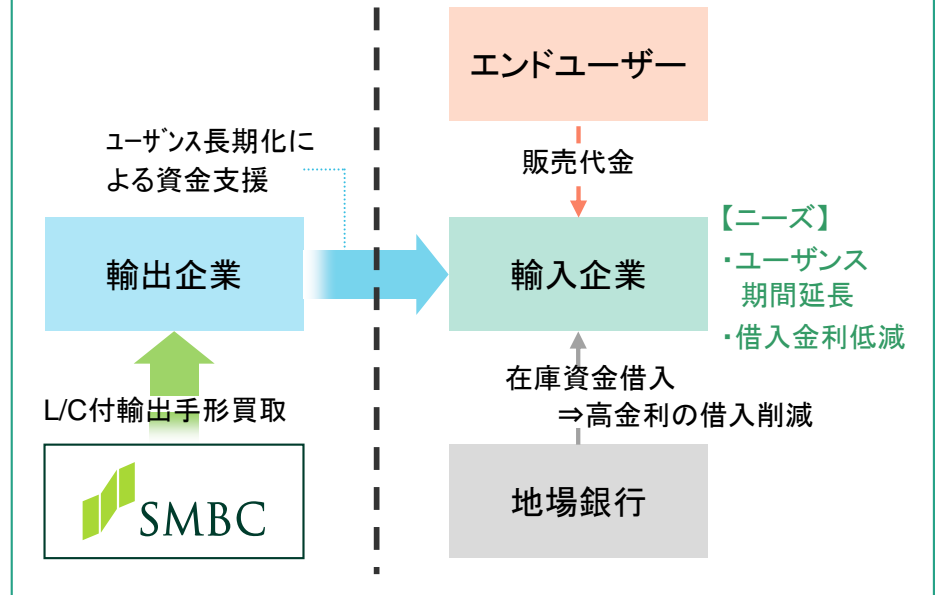 エンドユーザー
販売代金
ﾕｰｻﾞﾝｽ長期化に
よる資金支援
輸出企業
輸入企業
【ニーズ】
・ユーザンス
期間延長
・借入金利低減
L/C付輸出手形買取
在庫資金借入
⇒高金利の借入削減
SMBC
地場銀行